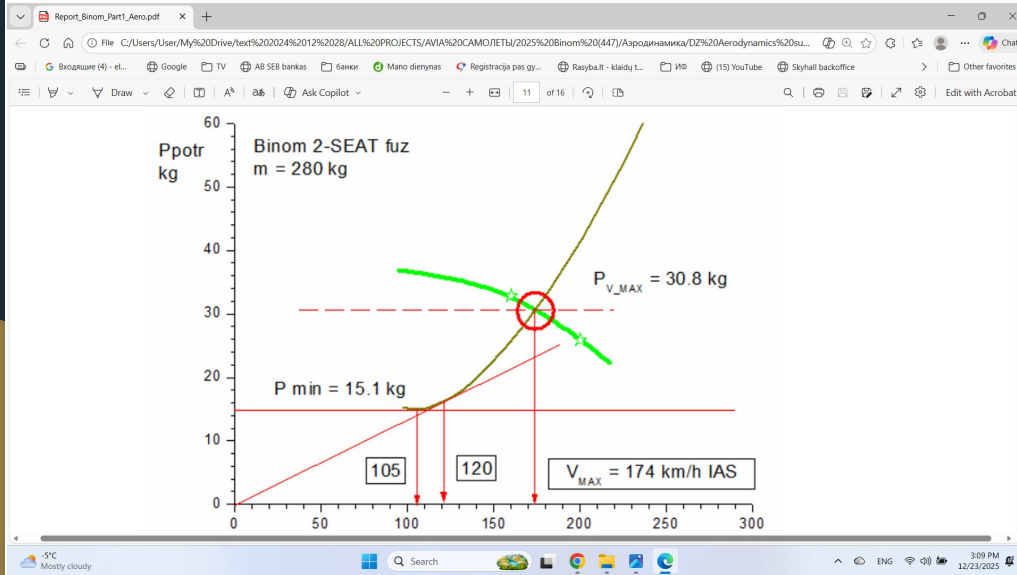 Report_Binom_Part1_Aero.pdf
File C:/Users/User/My%20Drive/text%202024%2012%2028/ALL%20PROJECTS/AVIA%20САМОЛЕТЫ/2025%20Binom%20(447)/Аэродинамика/DZ%20Aerodynamics%20su...
Chat
Входящие (4) - el...
Google
TV
AB SEB bankas
банки
Mano dienynas
Registracija pas gy...
Rasyba.lt - klaidų t...
ИФ
(15) YouTube
Skyhall backoffice
Other favorites
Draw
Ask Copilot
11 of 16
Edit with Acrobat
60
Ppotr
kg
Binom 2-SEAT fuz
m = 280 kg
50
40
P V_MAX = 30.8 kg
30
20
P min = 15.1 kg
10
105
120
V MAX = 174 km/h IAS
0
0 50 100 150 200 250 300
-5°C
Mostly cloudy
Search
ENG
3:09 PM
12/23/2025